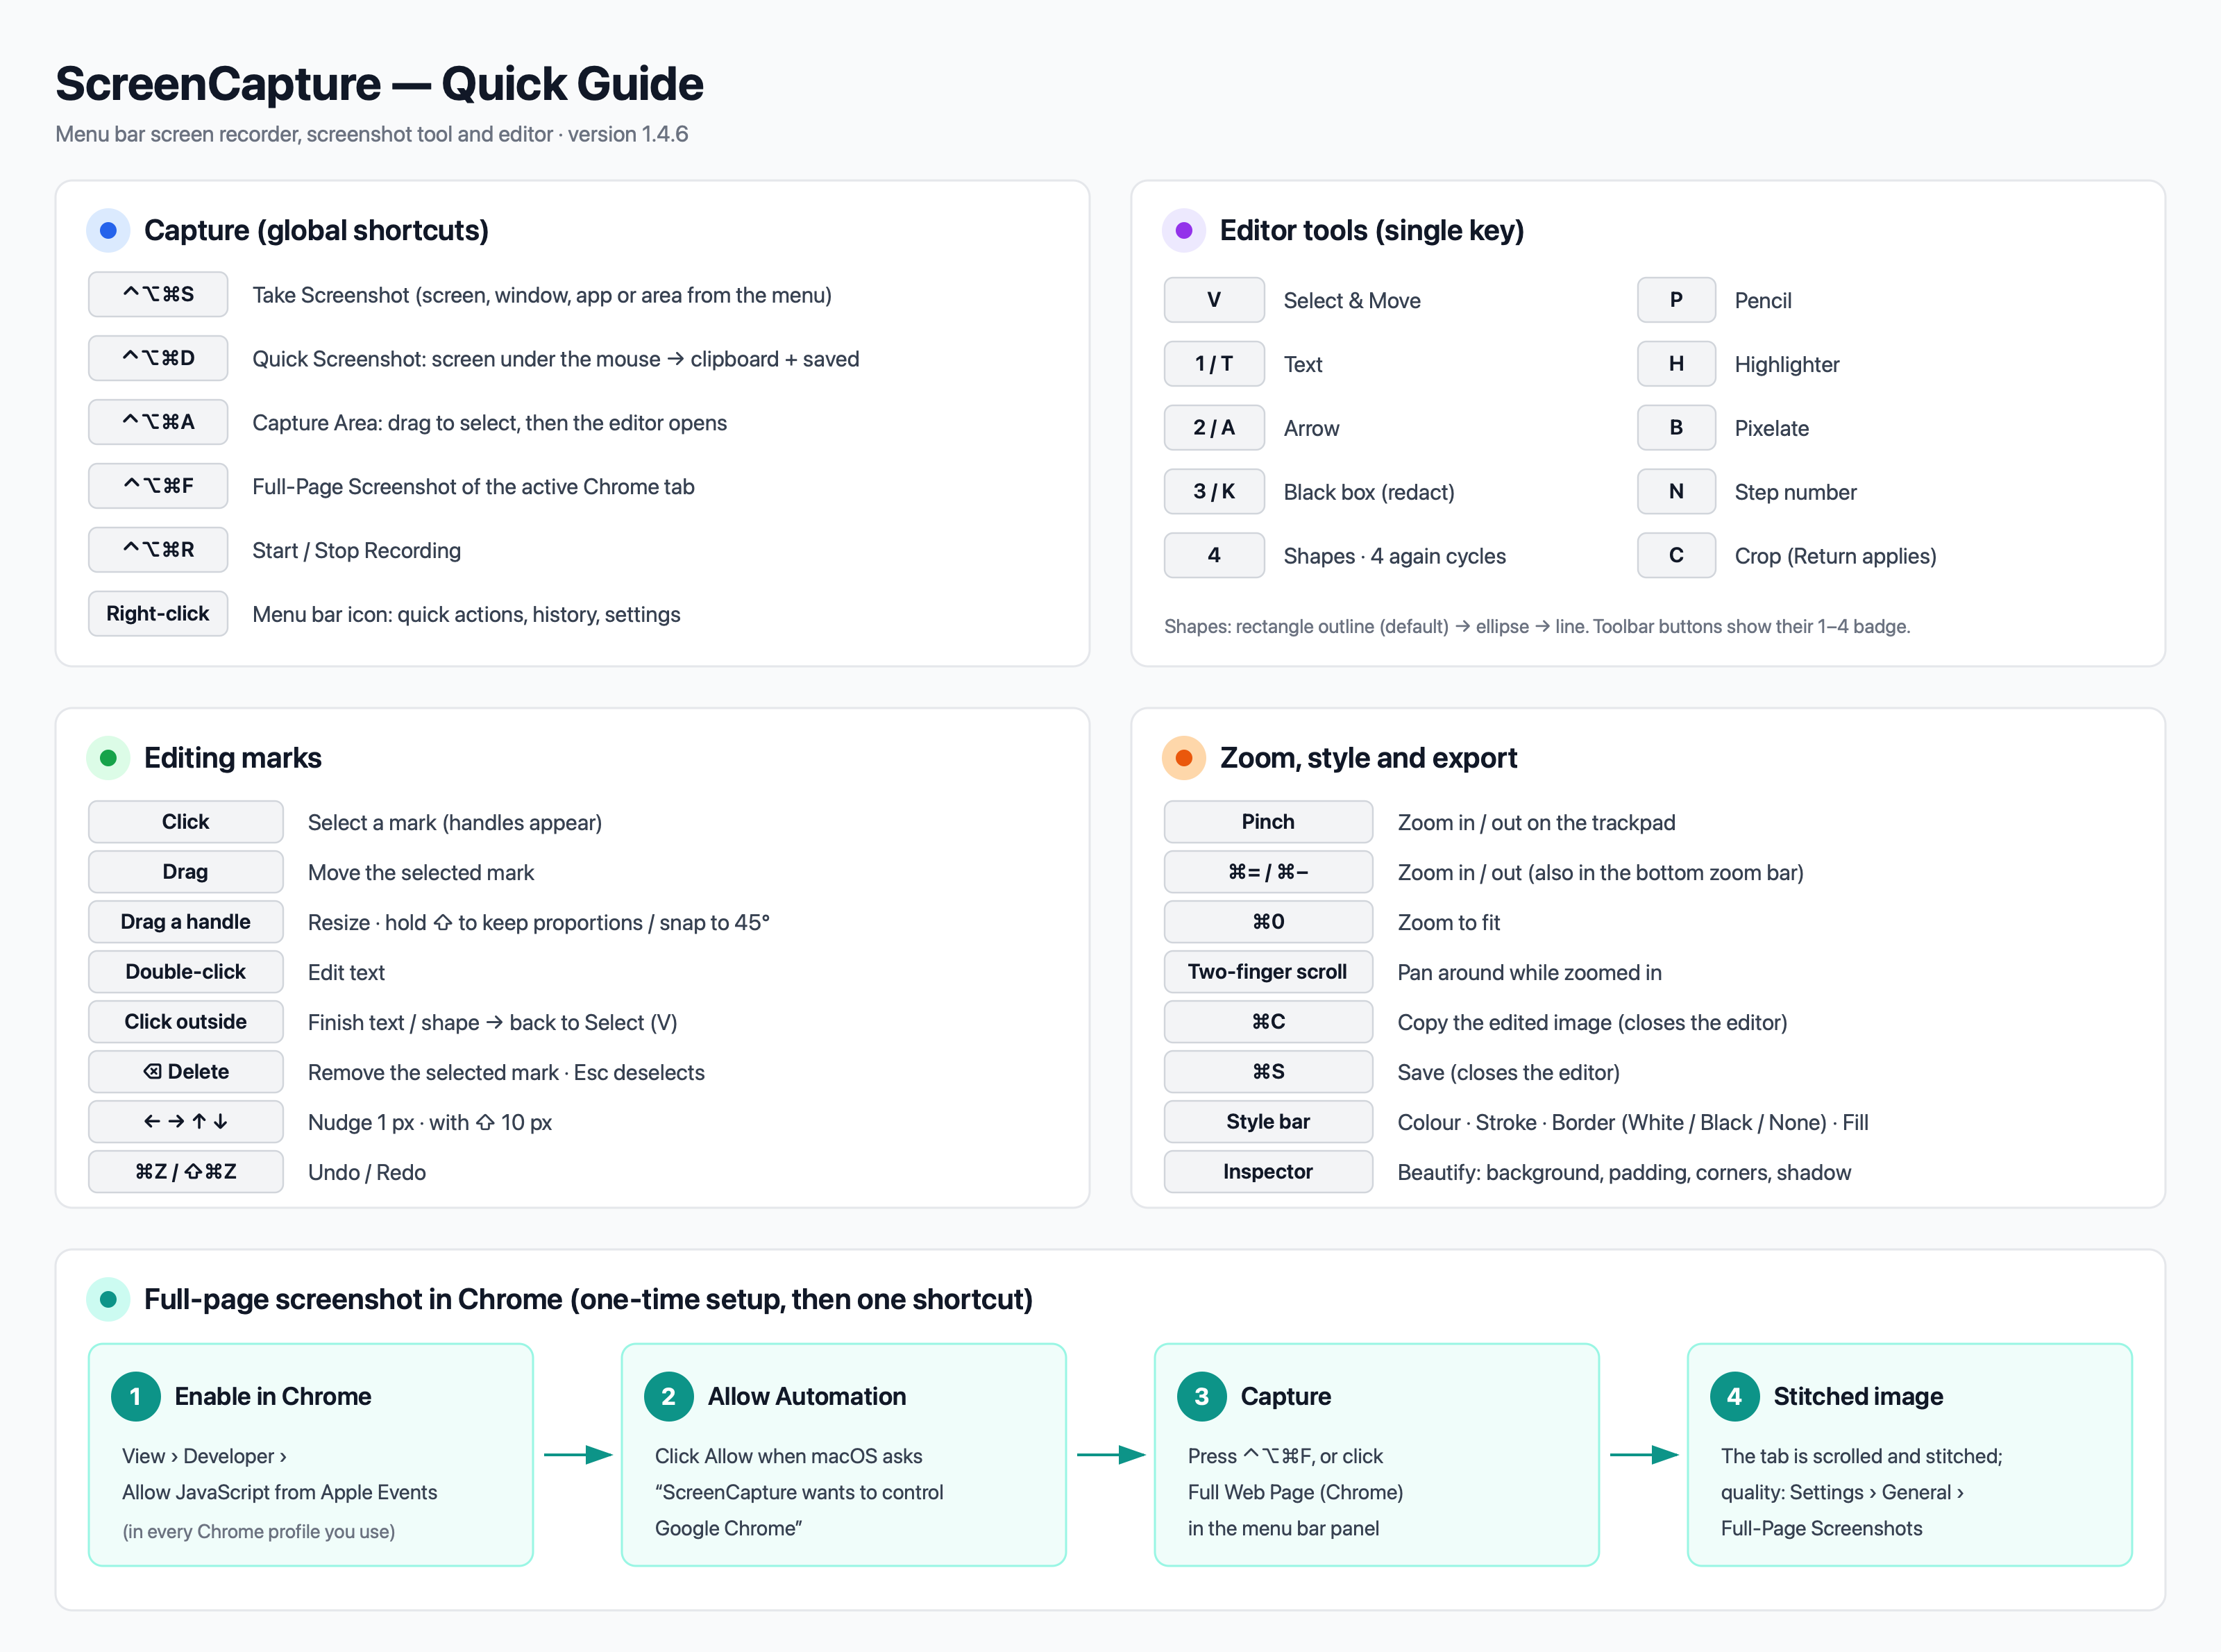 ScreenCapture — Quick Guide
Menu bar screen recorder, screenshot tool and editor · version 1.4.6
Capture (global shortcuts)
⌃⌥⌘S Take Screenshot (screen, window, app or area from the menu)
⌃⌥⌘D Quick Screenshot: screen under the mouse → clipboard + saved
⌃⌥⌘A Capture Area: drag to select, then the editor opens
⌃⌥⌘F Full-Page Screenshot of the active Chrome tab
⌃⌥⌘R Start / Stop Recording
Right-click Menu bar icon: quick actions, history, settings
Editor tools (single key)
V Select & Move P Pencil
1 / T Text H Highlighter
2 / A Arrow B Pixelate
3 / K Black box (redact) N Step number
4 Shapes · 4 again cycles C Crop (Return applies)
Shapes: rectangle outline (default) → ellipse → line. Toolbar buttons show their 1–4 badge.
Editing marks
Click Select a mark (handles appear)
Drag Move the selected mark
Drag a handle Resize · hold ⇧ to keep proportions / snap to 45°
Double-click Edit text
Click outside Finish text / shape → back to Select (V)
⌫ Delete Remove the selected mark · Esc deselects
← → ↑ ↓ Nudge 1 px · with ⇧ 10 px
⌘Z / ⇧⌘Z Undo / Redo
Zoom, style and export
Pinch Zoom in / out on the trackpad
⌘= / ⌘− Zoom in / out (also in the bottom zoom bar)
⌘0 Zoom to fit
Two-finger scroll Pan around while zoomed in
⌘C Copy the edited image (closes the editor)
⌘S Save (closes the editor)
Style bar Colour · Stroke · Border (White / Black / None) · Fill
Inspector Beautify: background, padding, corners, shadow
Full-page screenshot in Chrome (one-time setup, then one shortcut)
1 Enable in Chrome
View › Developer ›
Allow JavaScript from Apple Events
(in every Chrome profile you use)
2 Allow Automation
Click Allow when macOS asks
“ScreenCapture wants to control
Google Chrome”
3 Capture
Press ⌃⌥⌘F, or click
Full Web Page (Chrome)
in the menu bar panel
4 Stitched image
The tab is scrolled and stitched;
quality: Settings › General ›
Full-Page Screenshots